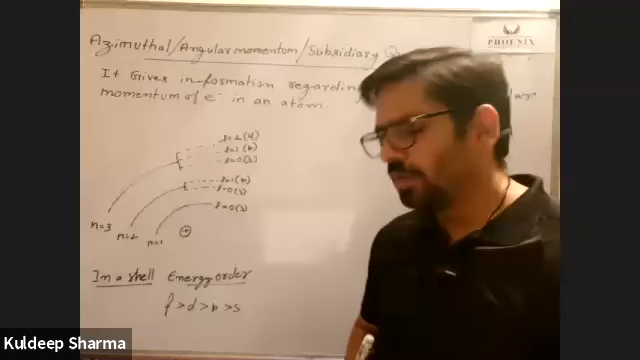 Azimuthal/Angular momentum/Subsidiary Q
PHOENIX
It Gives information regarding
momentum of e⁻ in an atom.
l=2(d)
l=1(p)
l=0(s)
l=1(p)
l=0(s)
l=0(s)
n=3
n=2
n=1
+
In a shell Energy order
f > d > p > s
Kuldeep Sharma